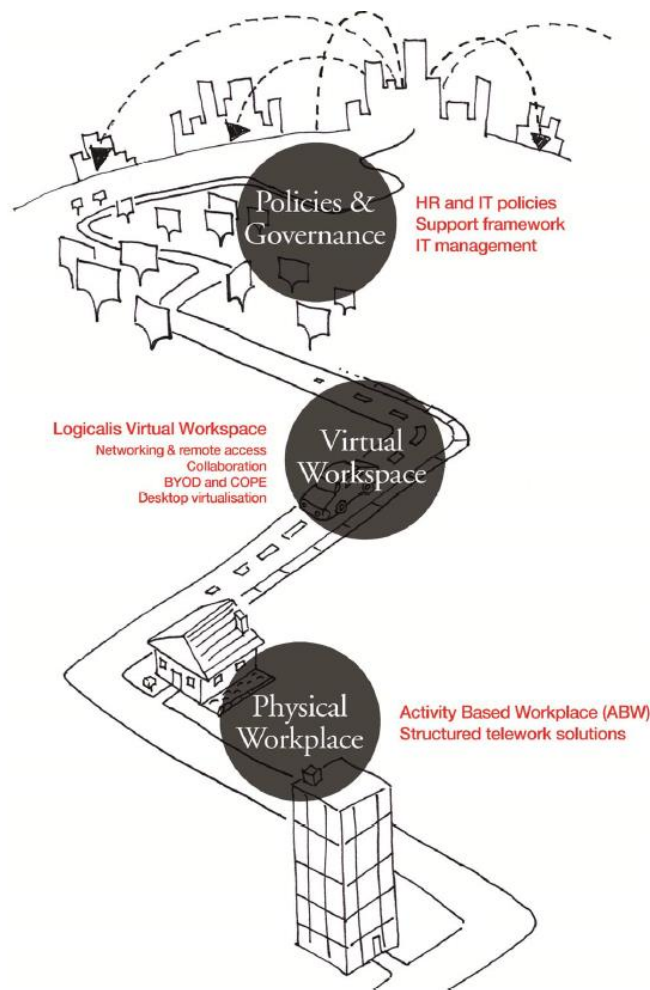 Policies &
Governance
HR and IT policies
Support framework
IT management
Logicalis Virtual Workspace
Networking & remote access
Collaboration
BYOD and COPE
Desktop virtualisation
Virtual
Workspace
Physical
Workplace
Activity Based Workplace (ABW)
Structured telework solutions